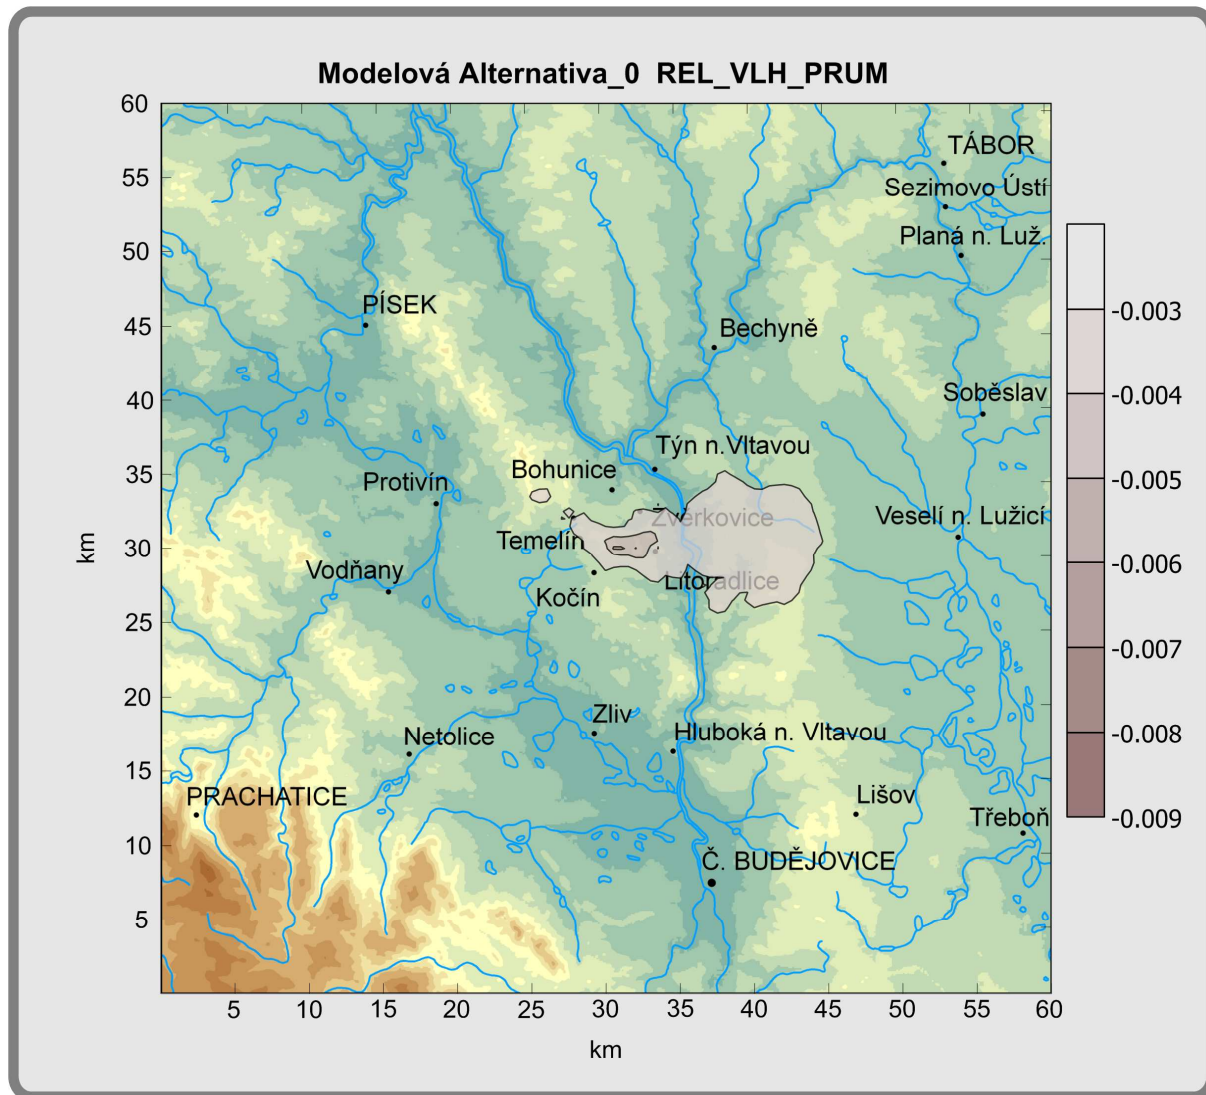 Modelová Alternativa_0 REL_VLH_PRUM
60
55
50
45
40
35
30
25
20
15
10
5
km
TÁBOR
Sezimovo Ústí
Planá n. Luž.
PÍSEK
Bechyně
Soběslav
Týn n.Vltavou
Bohunice
Protivín
Zvěrkovice
Veselí n. Lužicí
Temelín
Vodňany
Kočín
Litoradlice
Zliv
Netolice
Hluboká n. Vltavou
PRACHATICE
Lišov
Třeboň
Č. BUDĚJOVICE
-0.003
-0.004
-0.005
-0.006
-0.007
-0.008
-0.009
5
10
15
20
25
30
35
40
45
50
55
60
km